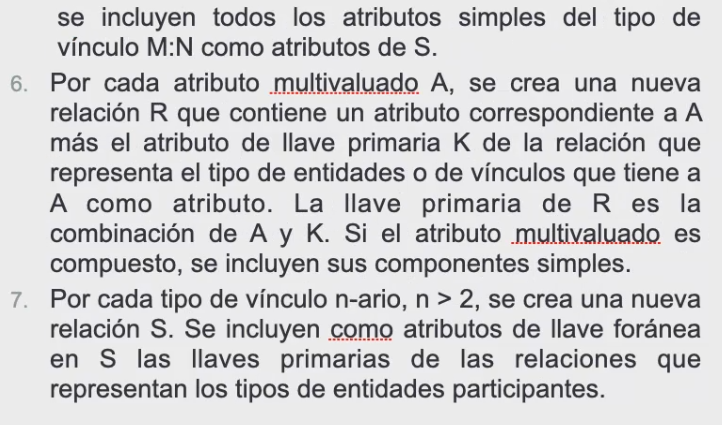 se incluyen todos los atributos simples del tipo de
vínculo M:N como atributos de S.
6. Por cada atributo multivaluado A, se crea una nueva
relación R que contiene un atributo correspondiente a A
más el atributo de llave primaria K de la relación que
representa el tipo de entidades o de vínculos que tiene a
A como atributo. La llave primaria de R es la
combinación de A y K. Si el atributo multivaluado es
compuesto, se incluyen sus componentes simples.
7. Por cada tipo de vínculo n-ario, n > 2, se crea una nueva
relación S. Se incluyen como atributos de llave foránea
en S las llaves primarias de las relaciones que
representan los tipos de entidades participantes.